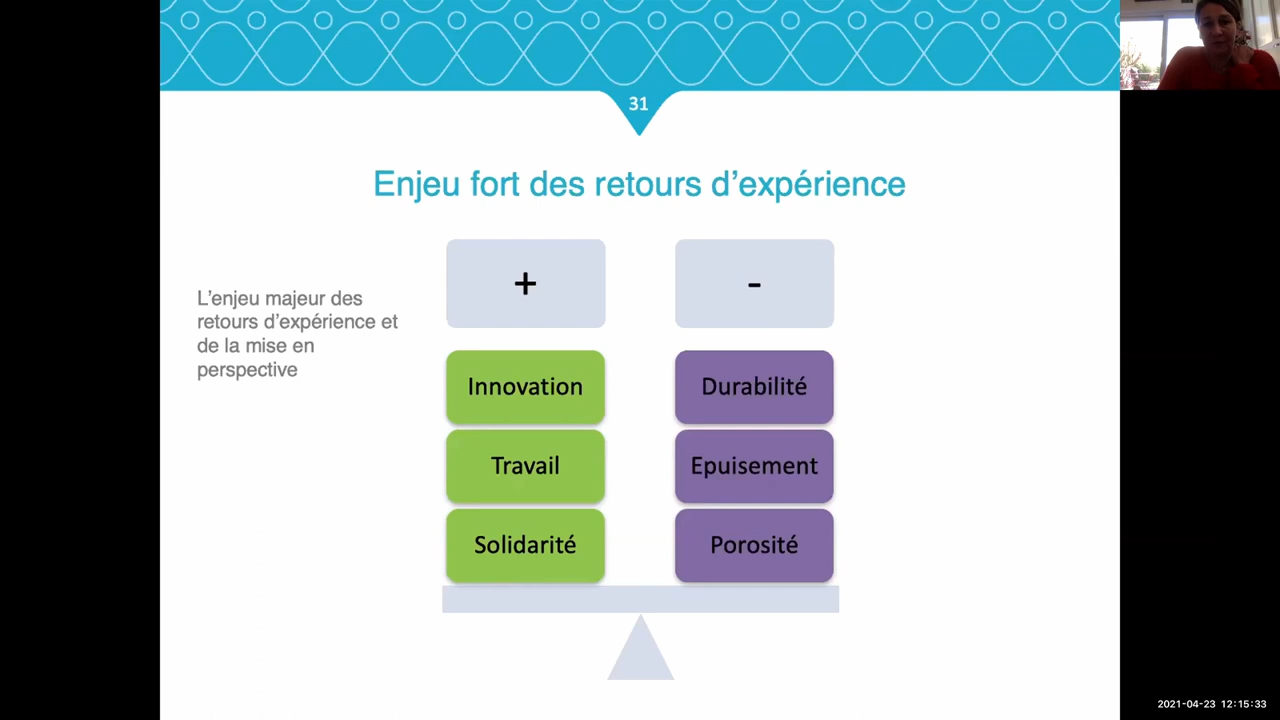 31
Enjeu fort des retours d’expérience
L’enjeu majeur des
retours d’expérience et
de la mise en
perspective
+
-
Innovation
Durabilité
Travail
Epuisement
Solidarité
Porosité
2021-04-23 12:15:33